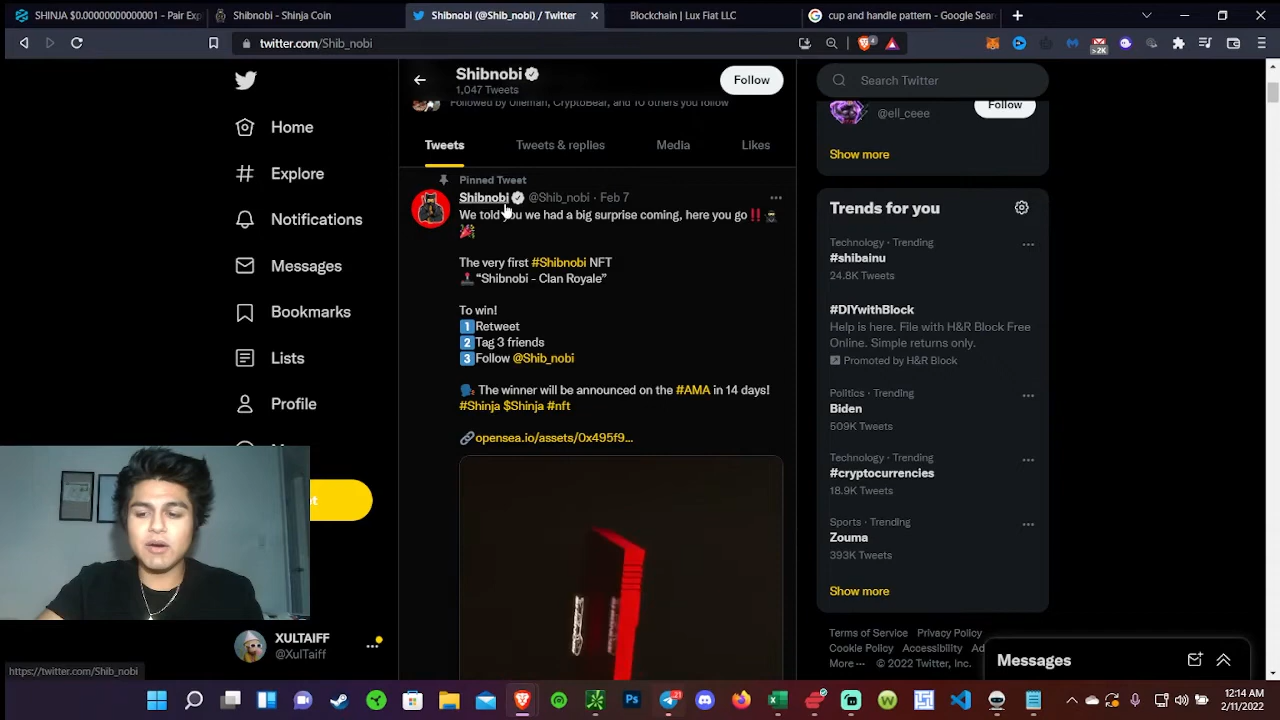 SHINJA $0.00000000000001 - Pair Exp
Shibnobi - Shinja Coin
Shibnobi (@Shib_nobi) / Twitter
Blockchain | Lux Fiat LLC
cup and handle pattern - Google Sear
twitter.com/Shib_nobi
4
>2K
Shibnobi
1,047 Tweets
Follow
Search Twitter
Followed by Ulleman, CryptoBear, and 10 others you follow
@ell_ceee
Follow
Show more
Home
Explore
Notifications
Messages
Bookmarks
Lists
Profile
Tweets
Tweets & replies
Media
Likes
Pinned Tweet
Shibnobi @Shib_nobi · Feb 7
We told you we had a big surprise coming, here you go‼️🥷
🎉
The very first #Shibnobi NFT
🕹️“Shibnobi - Clan Royale”
To win!
1️⃣Retweet
2️⃣Tag 3 friends
3️⃣Follow @Shib_nobi
🗣️ The winner will be announced on the #AMA in 14 days!
#Shinja $Shinja #nft
🔗opensea.io/assets/0x495f9...
Trends for you
Technology · Trending
#shibainu
24.8K Tweets
#DIYwithBlock
Help is here. File with H&R Block Free
Online. Simple returns only.
Promoted by H&R Block
Politics · Trending
Biden
509K Tweets
Technology · Trending
#cryptocurrencies
18.9K Tweets
Sports · Trending
Zouma
393K Tweets
Show more
Terms of Service Privacy Policy
Cookie Policy Accessibility Ad
More ··· © 2022 Twitter, Inc.
Messages
XULTAIFF
@XulTaiff
https://twitter.com/Shib_nobi
21
12:14 AM
2/11/2022